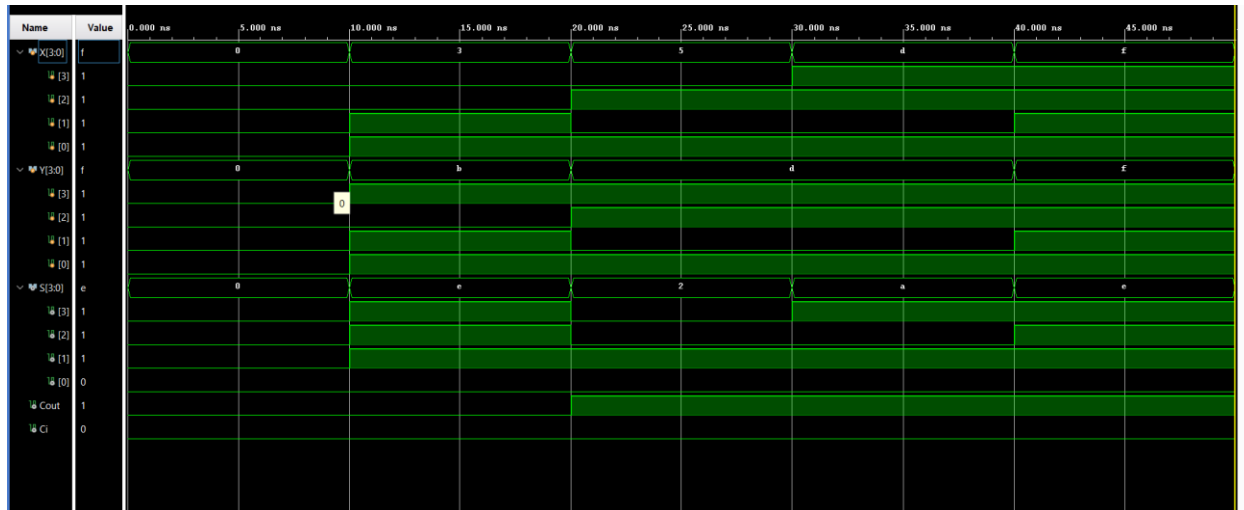 Name Value 0.000 ns 5.000 ns 10.000 ns 15.000 ns 20.000 ns 25.000 ns 30.000 ns 35.000 ns 40.000 ns 45.000 ns
X[3:0] f 0 3 5 d f
[3] 1
[2] 1
[1] 1
[0] 1
Y[3:0] f 0 b d f
[3] 1
0
[2] 1
[1] 1
[0] 1
S[3:0] e 0 e 2 a e
[3] 1
[2] 1
[1] 1
[0] 0
Cout 1
Ci 0